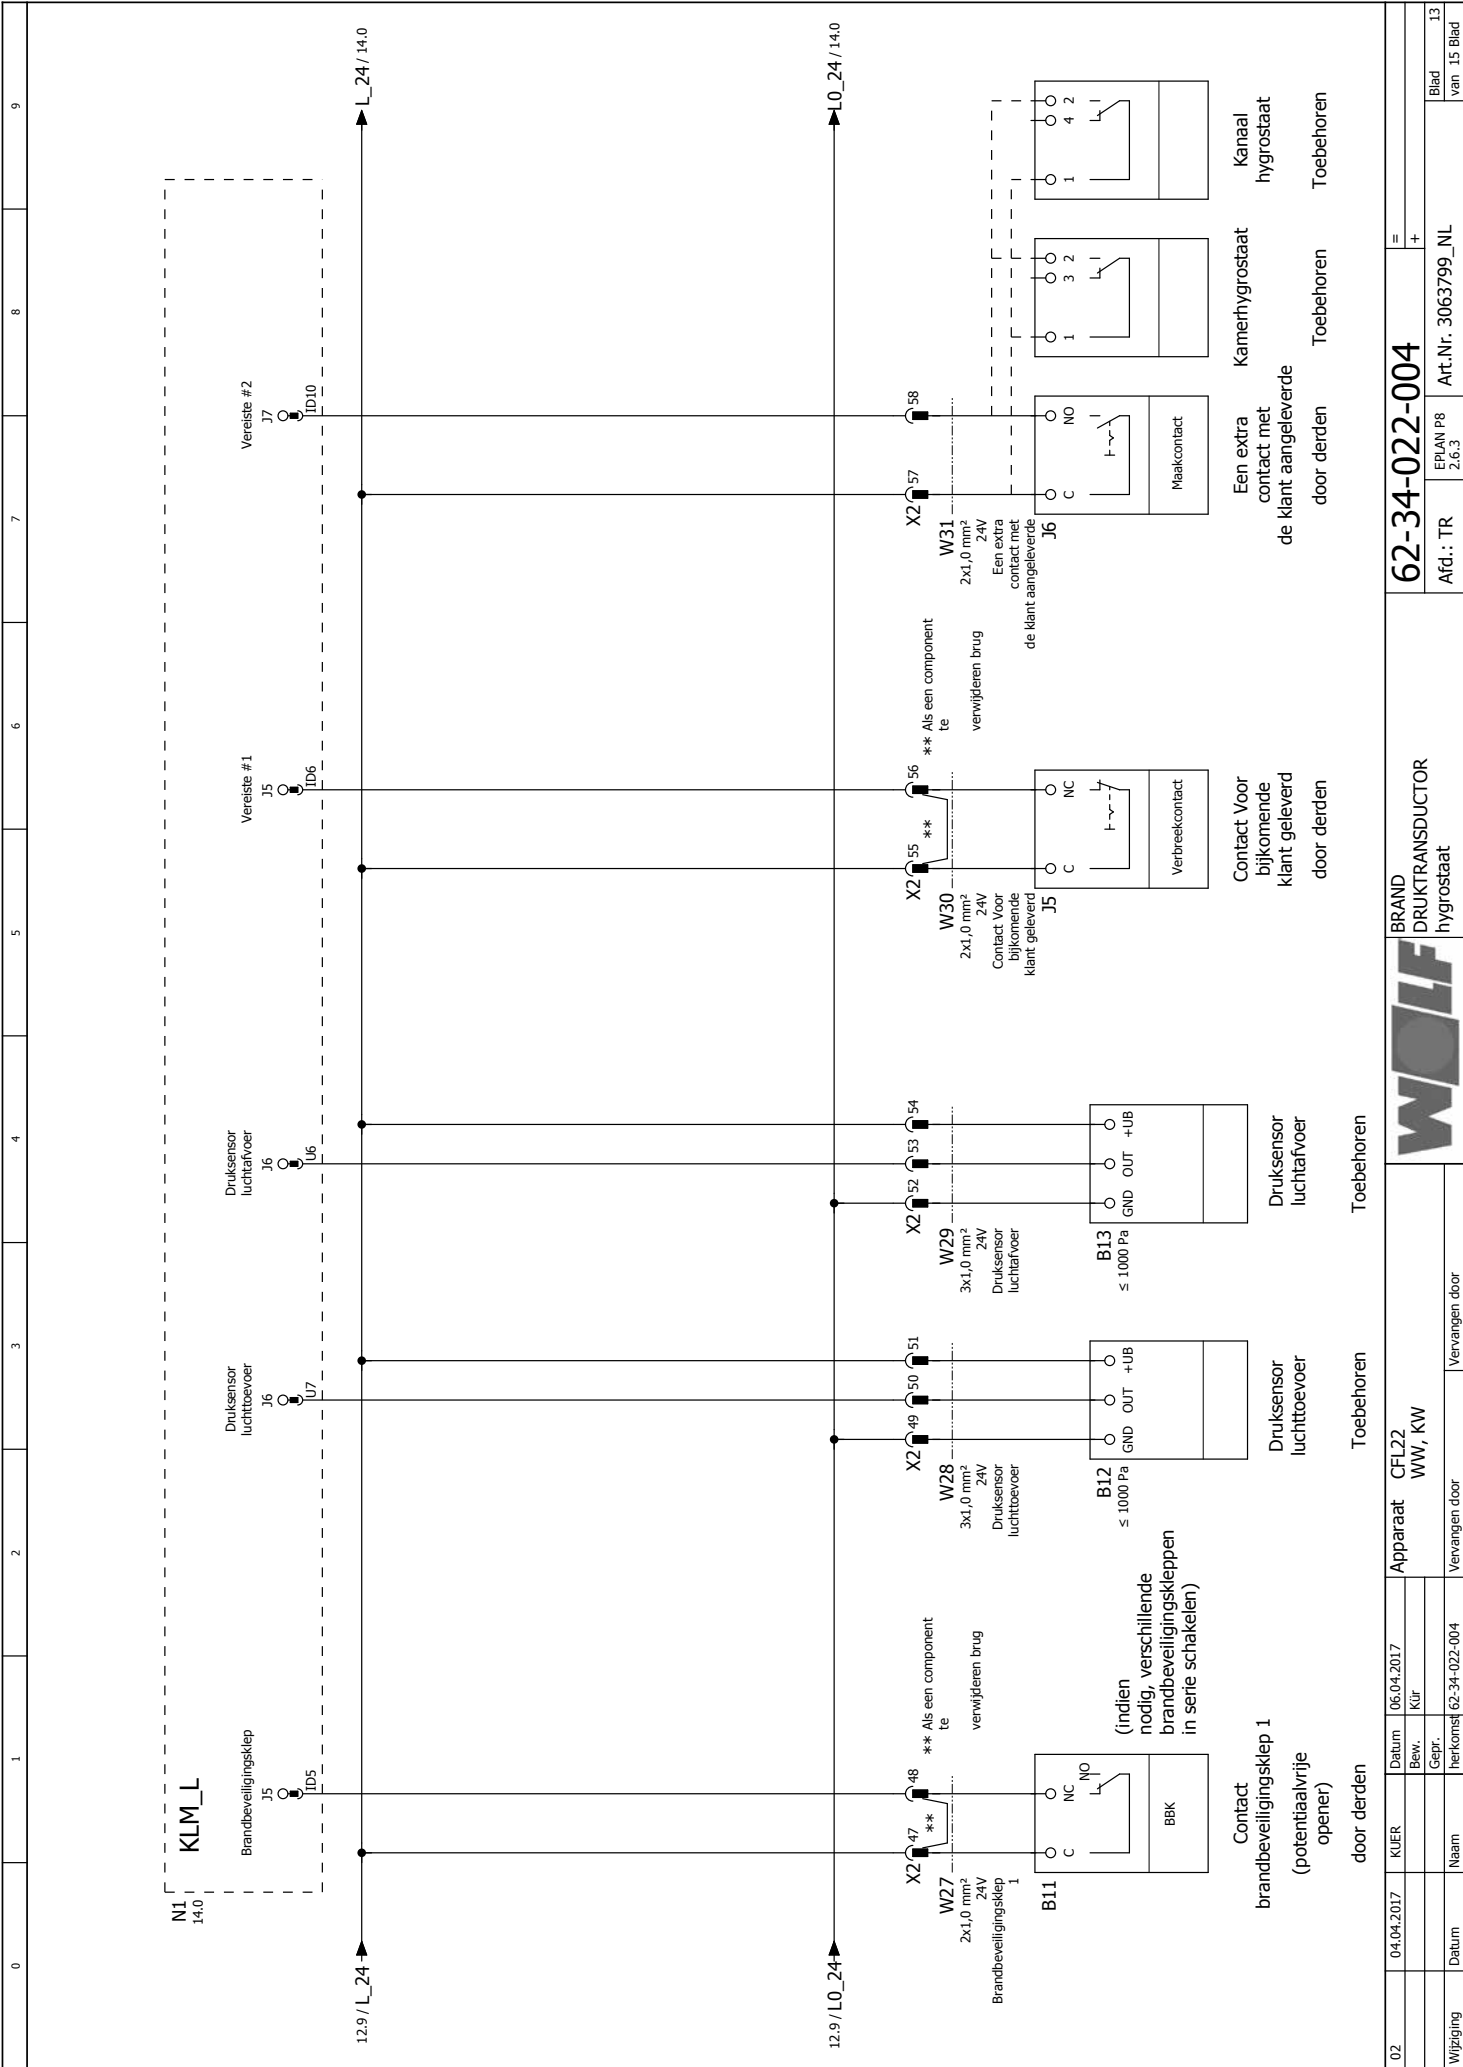 0
1
2
3
4
5
6
7
8
9
N1
14.0
KLM_L
Brandbeveiligingsklep
J5
ID5
Druksensor
luchttoevoer
J6
U7
Druksensor
luchtafvoer
J6
U6
Vereiste #1
J5
ID6
Vereiste #2
J7
ID10
12.9 / L_24
L_24 / 14.0
12.9 / L0_24
L0_24 / 14.0
X2 47 48
**
W27
2x1,0 mm²
24V
Brandbeveiligingsklep
1
** Als een component
te
verwijderen brug
B11
C NC NO
BBK
(indien
nodig, verschillende
brandbeveiligingskleppen
in serie schakelen)
Contact
brandbeveiligingsklep 1
(potentiaalvrije
opener)
door derden
X2 49 50 51
W28
3x1,0 mm²
24V
Druksensor
luchttoevoer
B12
≤ 1000 Pa
GND OUT +UB
Druksensor
luchttoevoer
Toebehoren
X2 52 53 54
W29
3x1,0 mm²
24V
Druksensor
luchtafvoer
B13
≤ 1000 Pa
GND OUT +UB
Druksensor
luchtafvoer
Toebehoren
X2 55 56
**
W30
2x1,0 mm²
24V
Contact Voor
bijkomende
klant geleverd
** Als een component
te
verwijderen brug
J5
C NC
Verbreekcontact
Contact Voor
bijkomende
klant geleverd
door derden
X2 57 58
W31
2x1,0 mm²
24V
Een extra
contact met
de klant aangeleverde
J6
C NO
Maakcontact
Een extra
contact met
de klant aangeleverde
door derden
1 3 2
Kamerhygrostaat
Toebehoren
1 4 2
Kanaal
hygrostaat
Toebehoren
02
04.04.2017
KUER
Wijziging
Datum
Naam
Datum
06.04.2017
Bew.
Kür
Gepr.
herkomst
62-34-022-004
Apparaat CFL22
WW, KW
Vervangen door
Vervangen door
WOLF
BRAND
DRUKTRANSDUCTOR
hygrostaat
62-34-022-004
=
+
Afd.: TR
EPLAN P8
2.6.3
Art.Nr. 3063799_NL
Blad 13
van 15 Blad